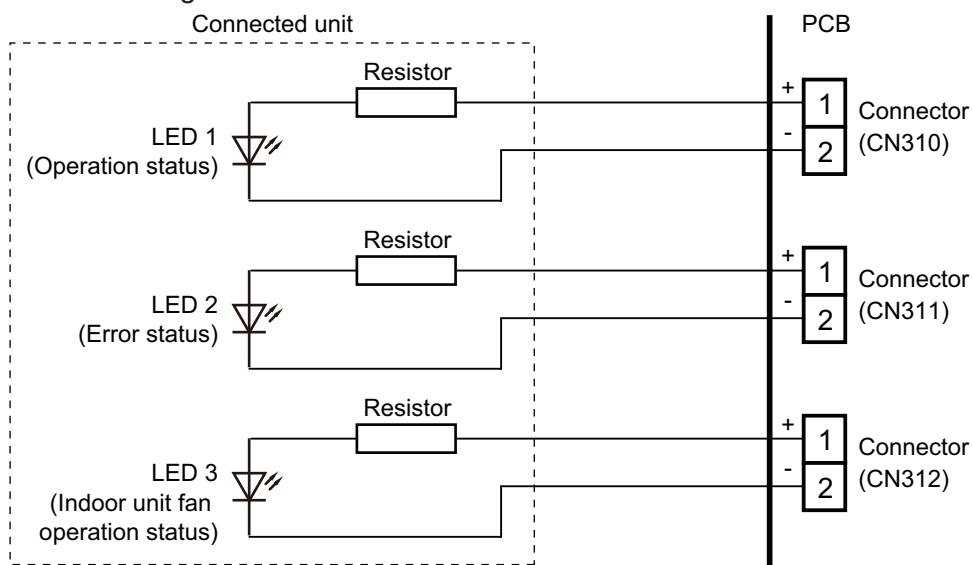 Connected unit
PCB
Resistor
LED 1
(Operation status)
+
-
1
2
Connector
(CN310)
Resistor
LED 2
(Error status)
+
-
1
2
Connector
(CN311)
Resistor
LED 3
(Indoor unit fan
operation status)
+
-
1
2
Connector
(CN312)